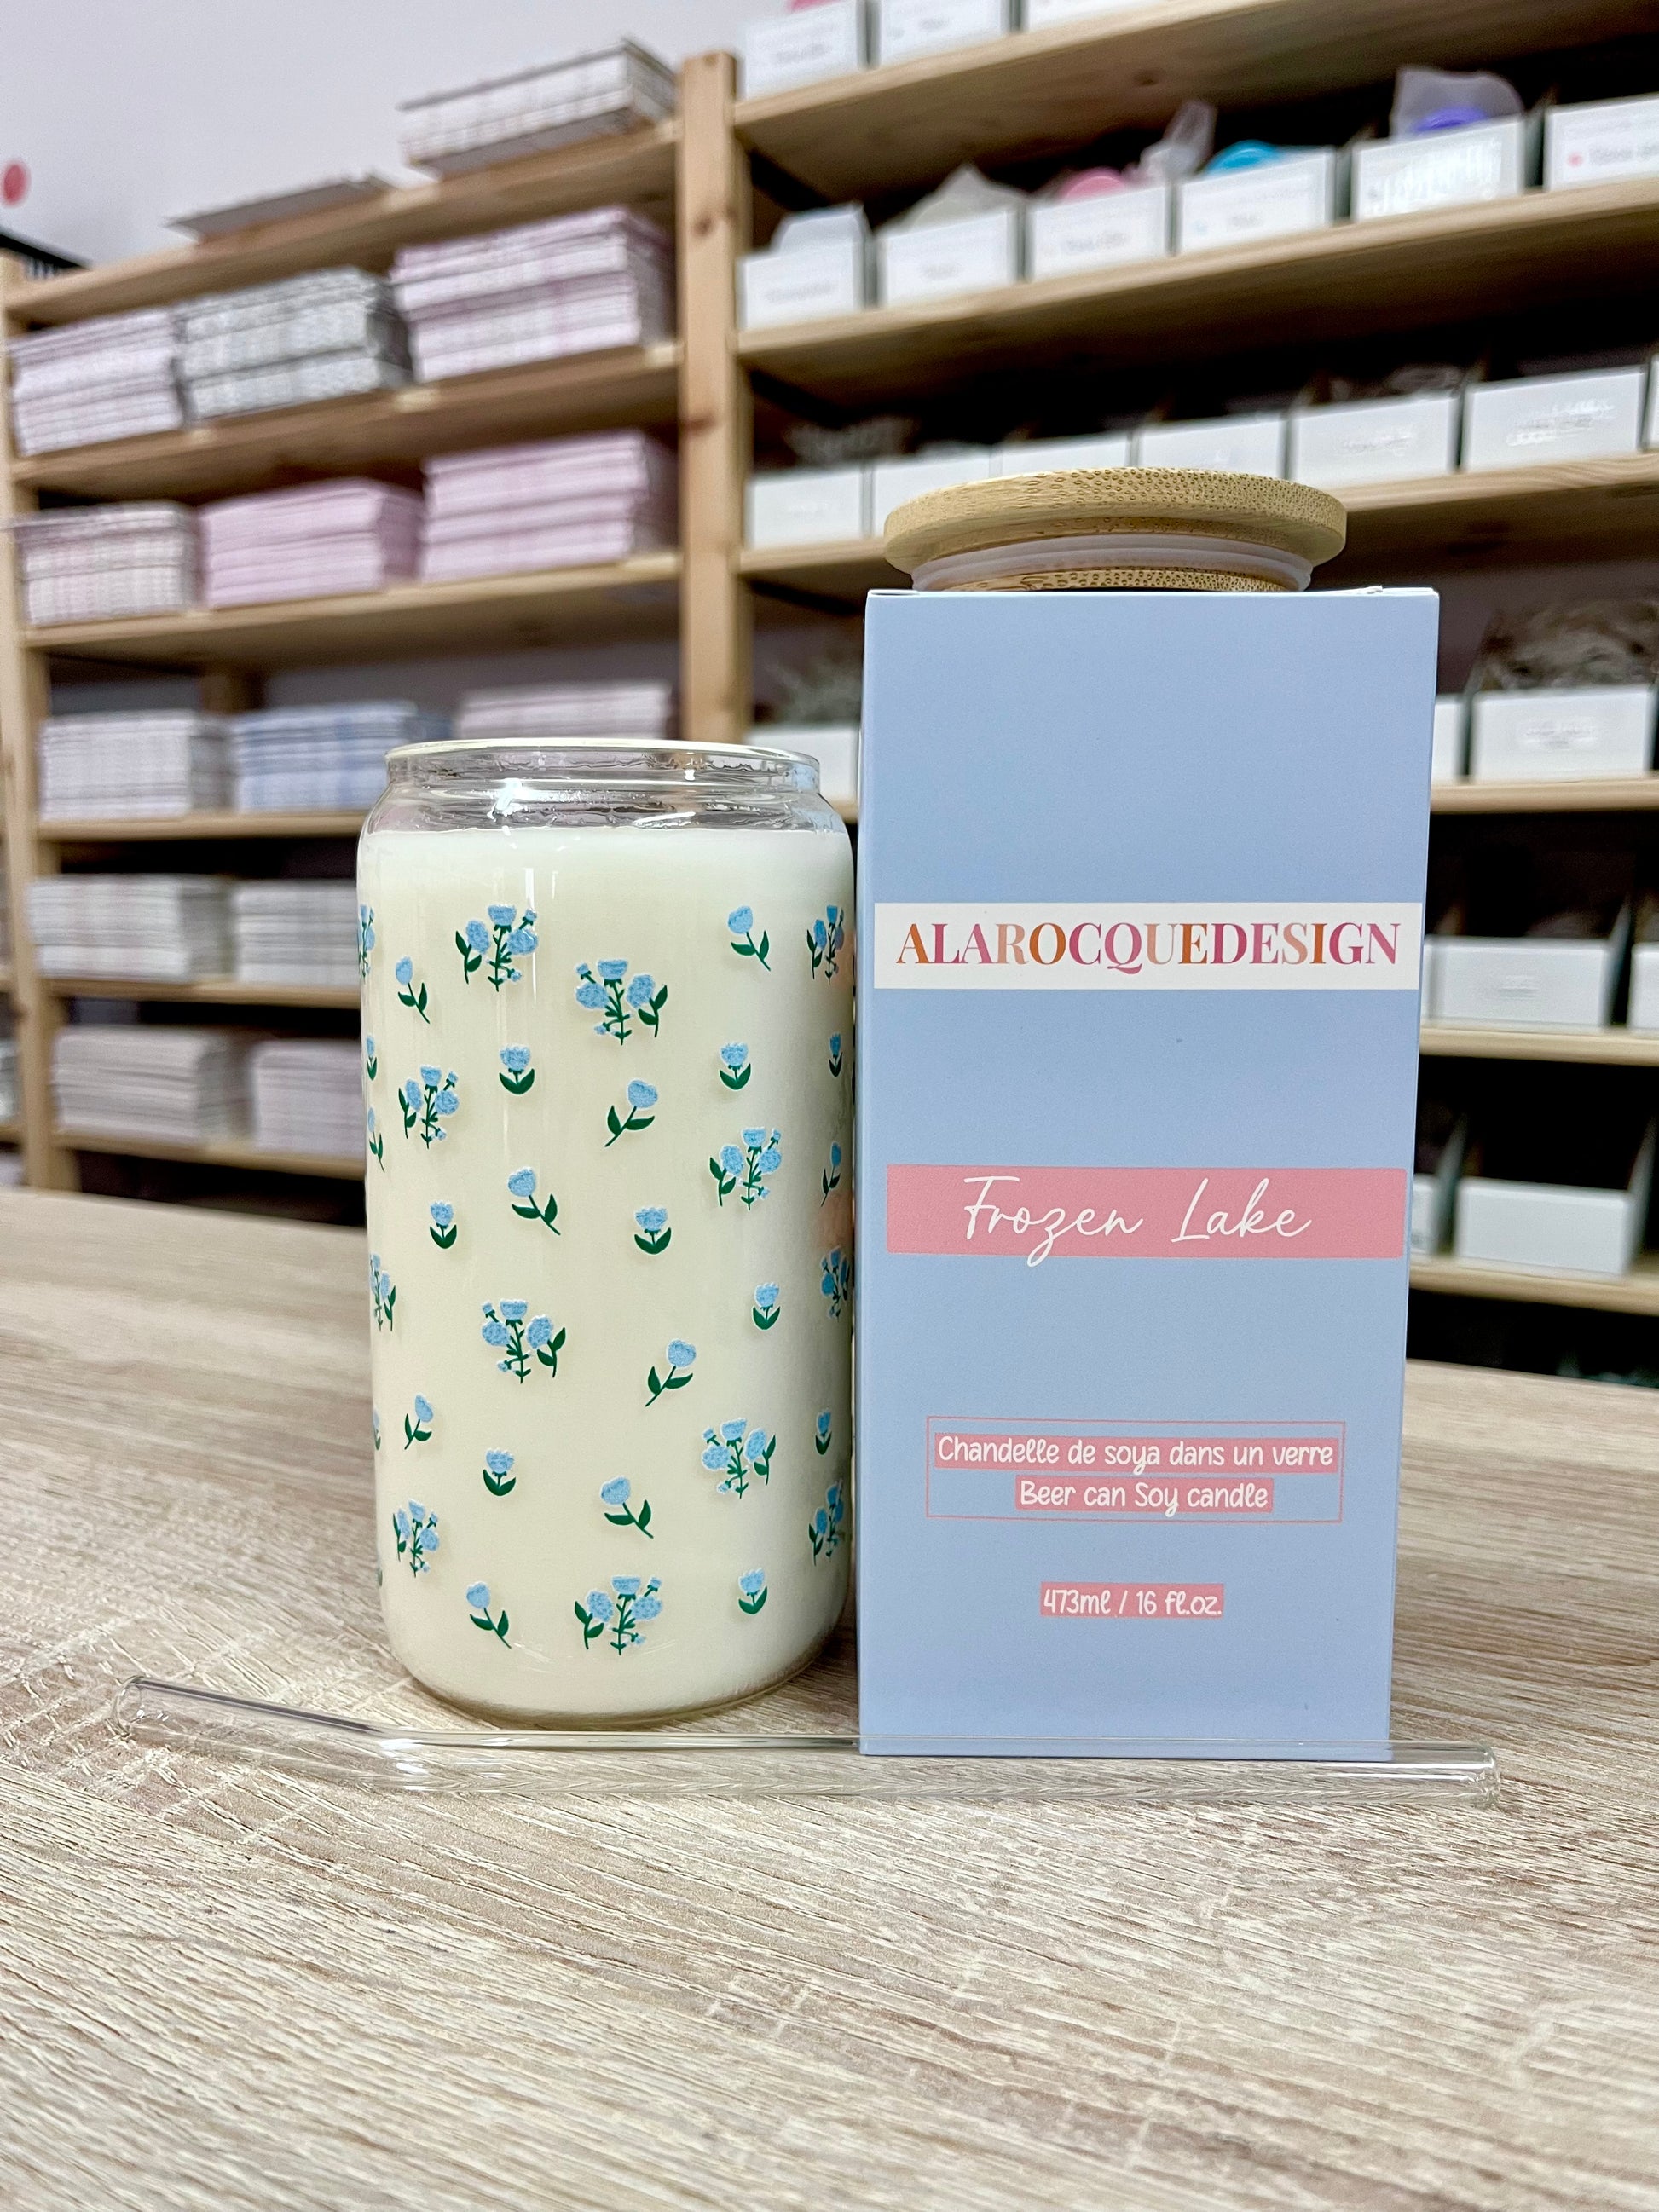 ALAROCQUEDESIGN
Frozen Lake
Chandelle de soya dans un verre
Beer can Soy candle
473ml / 16 fl.oz.